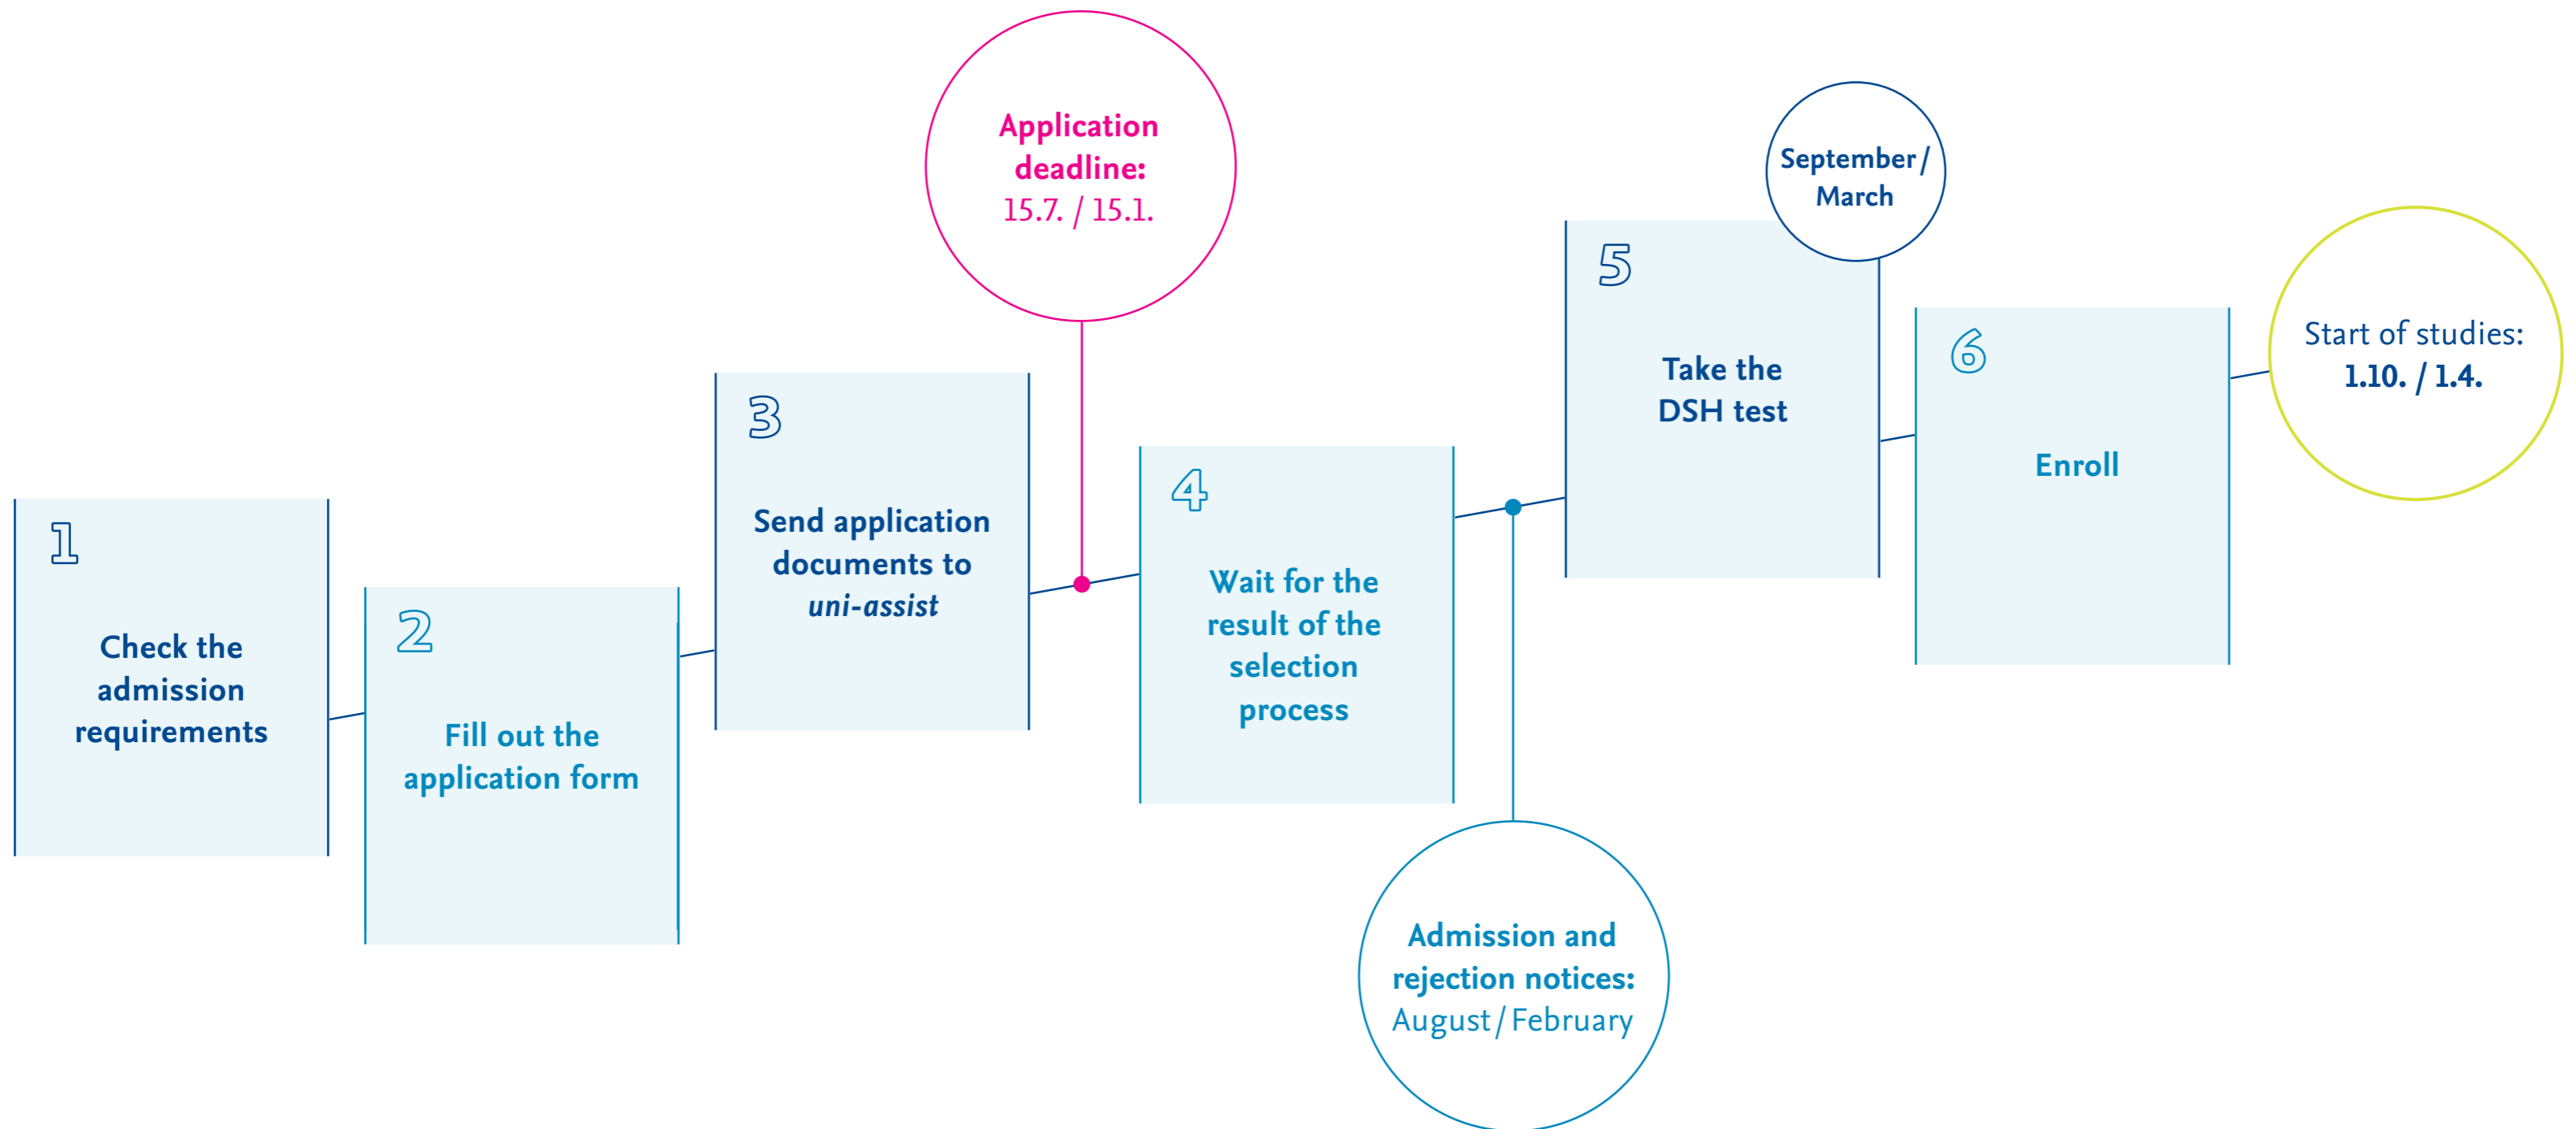 1
Check the
admission
requirements
2
Fill out the
application form
3
Send application
documents to
uni-assist
Application
deadline:
15.7. / 15.1.
4
Wait for the
result of the
selection
process
Admission and
rejection notices:
August / February
5
Take the
DSH test
September /
March
6
Enroll
Start of studies:
1.10. / 1.4.